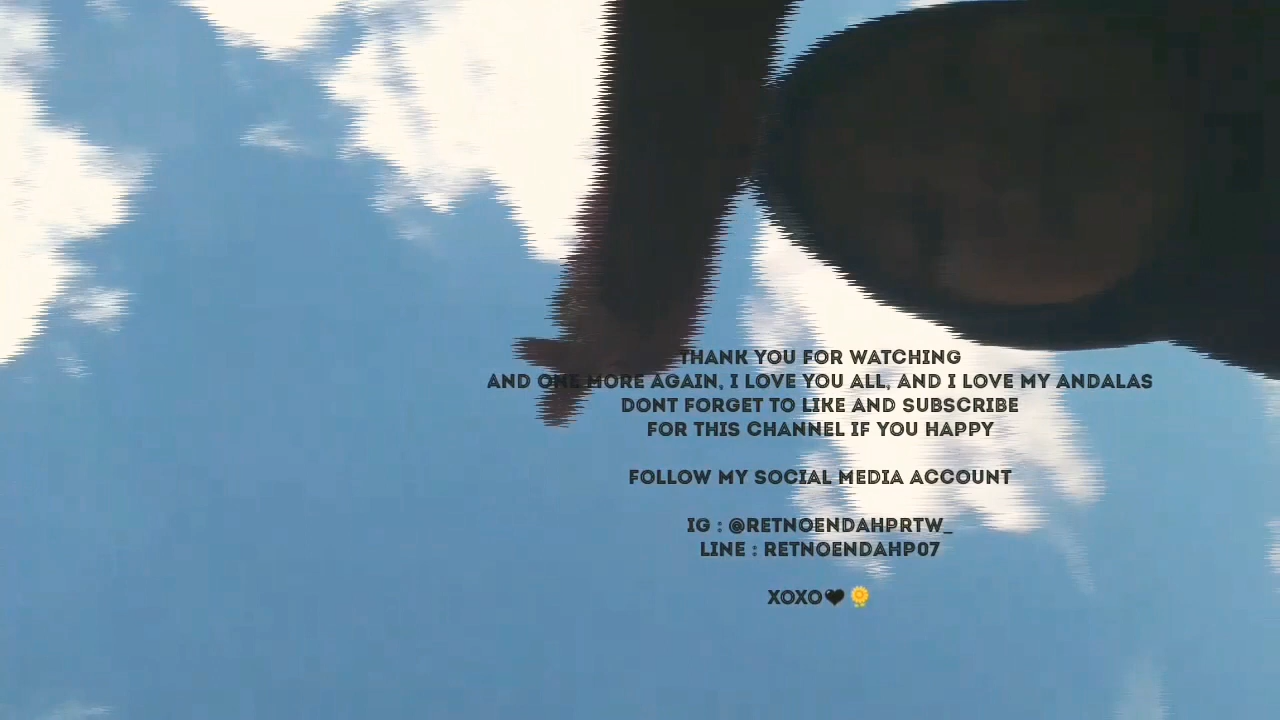 THANK YOU FOR WATCHING
AND ONE MORE AGAIN, I LOVE YOU ALL, AND I LOVE MY ANDALAS
DONT FORGET TO LIKE AND SUBSCRIBE
FOR THIS CHANNEL IF YOU HAPPY
FOLLOW MY SOCIAL MEDIA ACCOUNT
IG : @RETNOENDAHPRTW_
LINE : RETNOENDAHP07
XOXO🖤🌼